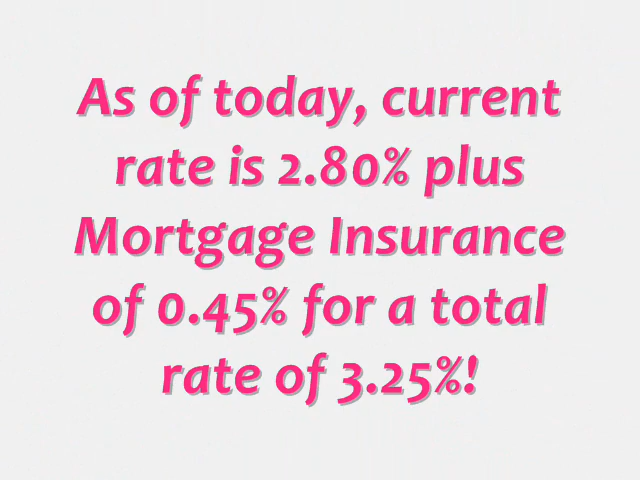 As of today, current
rate is 2.80% plus
Mortgage Insurance
of 0.45% for a total
rate of 3.25%!